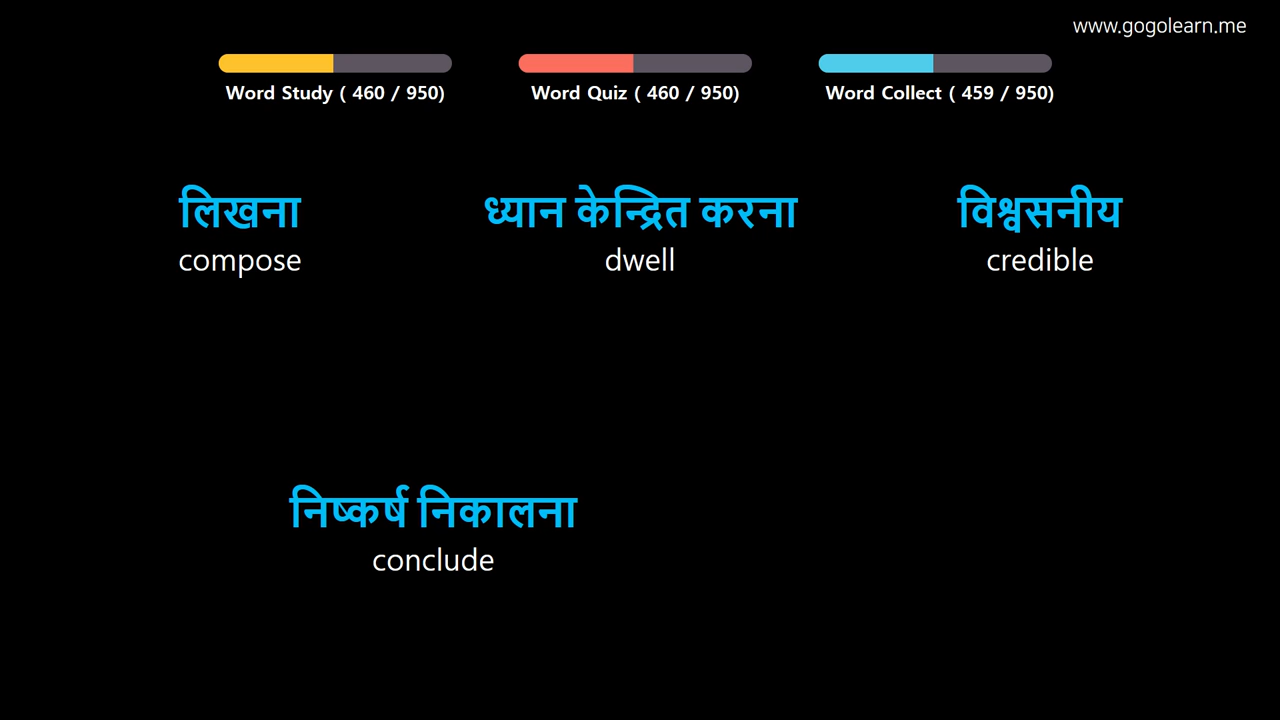 www.gogolearn.me
Word Study ( 460 / 950)
Word Quiz ( 460 / 950)
Word Collect ( 459 / 950)
लिखना
compose
ध्यान केन्द्रित करना
dwell
विश्वसनीय
credible
निष्कर्ष निकालना
conclude